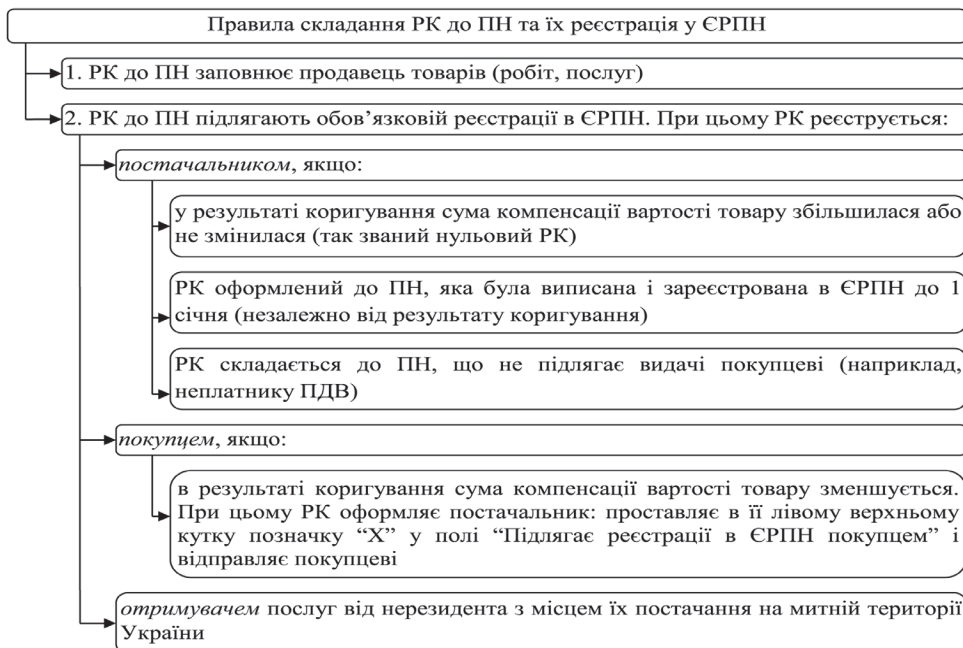 Правила складання РК до ПН та їх реєстрація у ЄРПН
1. РК до ПН заповнює продавець товарів (робіт, послуг)
2. РК до ПН підлягають обов’язковій реєстрації в ЄРПН. При цьому РК реєструється:
постачальником, якщо:
у результаті коригування сума компенсації вартості товару збільшилася або
не змінилася (так званий нульовий РК)
РК оформлений до ПН, яка була виписана і зареєстрована в ЄРПН до 1
січня (незалежно від результату коригування)
РК складається до ПН, що не підлягає видачі покупцеві (наприклад,
неплатнику ПДВ)
покупцем, якщо:
в результаті коригування сума компенсації вартості товару зменшується.
При цьому РК оформляє постачальник: проставляє в її лівому верхньому
кутку позначку “Х” у полі “Підлягає реєстрації в ЄРПН покупцем” і
відправляє покупцеві
отримувачем послуг від нерезидента з місцем їх постачання на митній території
України